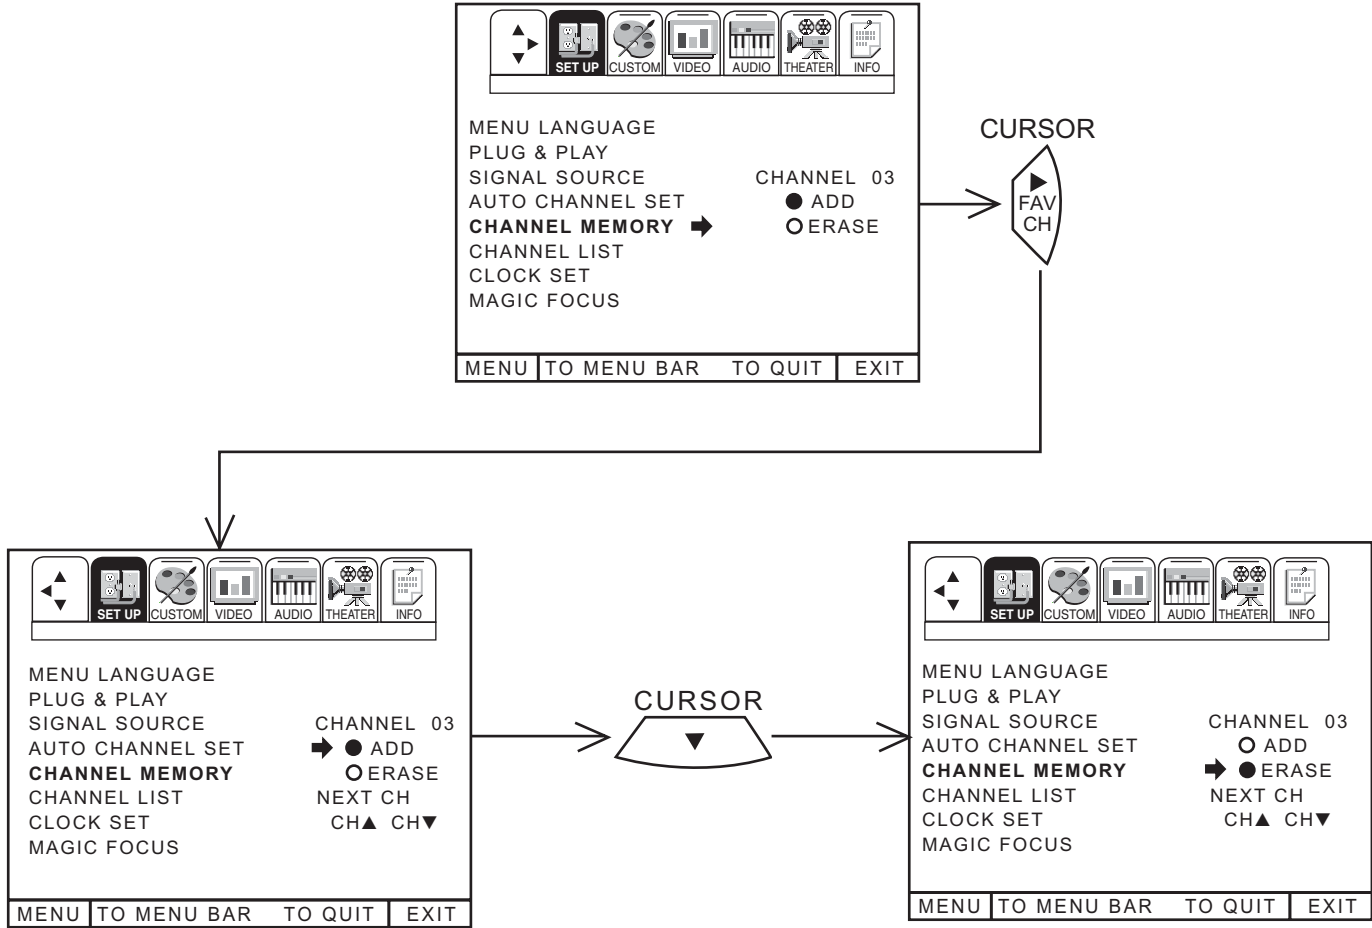 SET UP CUSTOM VIDEO AUDIO THEATER INFO
MENU LANGUAGE
PLUG & PLAY
SIGNAL SOURCE CHANNEL 03
AUTO CHANNEL SET ● ADD
CHANNEL MEMORY ➡ O ERASE
CHANNEL LIST
CLOCK SET
MAGIC FOCUS
MENU TO MENU BAR TO QUIT EXIT
CURSOR
▶
FAV
CH
SET UP CUSTOM VIDEO AUDIO THEATER INFO
MENU LANGUAGE
PLUG & PLAY
SIGNAL SOURCE CHANNEL 03
AUTO CHANNEL SET ➡ ● ADD
CHANNEL MEMORY O ERASE
CHANNEL LIST NEXT CH
CLOCK SET CH▲ CH▼
MAGIC FOCUS
MENU TO MENU BAR TO QUIT EXIT
CURSOR
▼
SET UP CUSTOM VIDEO AUDIO THEATER INFO
MENU LANGUAGE
PLUG & PLAY
SIGNAL SOURCE CHANNEL 03
AUTO CHANNEL SET O ADD
CHANNEL MEMORY ➡ ● ERASE
CHANNEL LIST NEXT CH
CLOCK SET CH▲ CH▼
MAGIC FOCUS
MENU TO MENU BAR TO QUIT EXIT